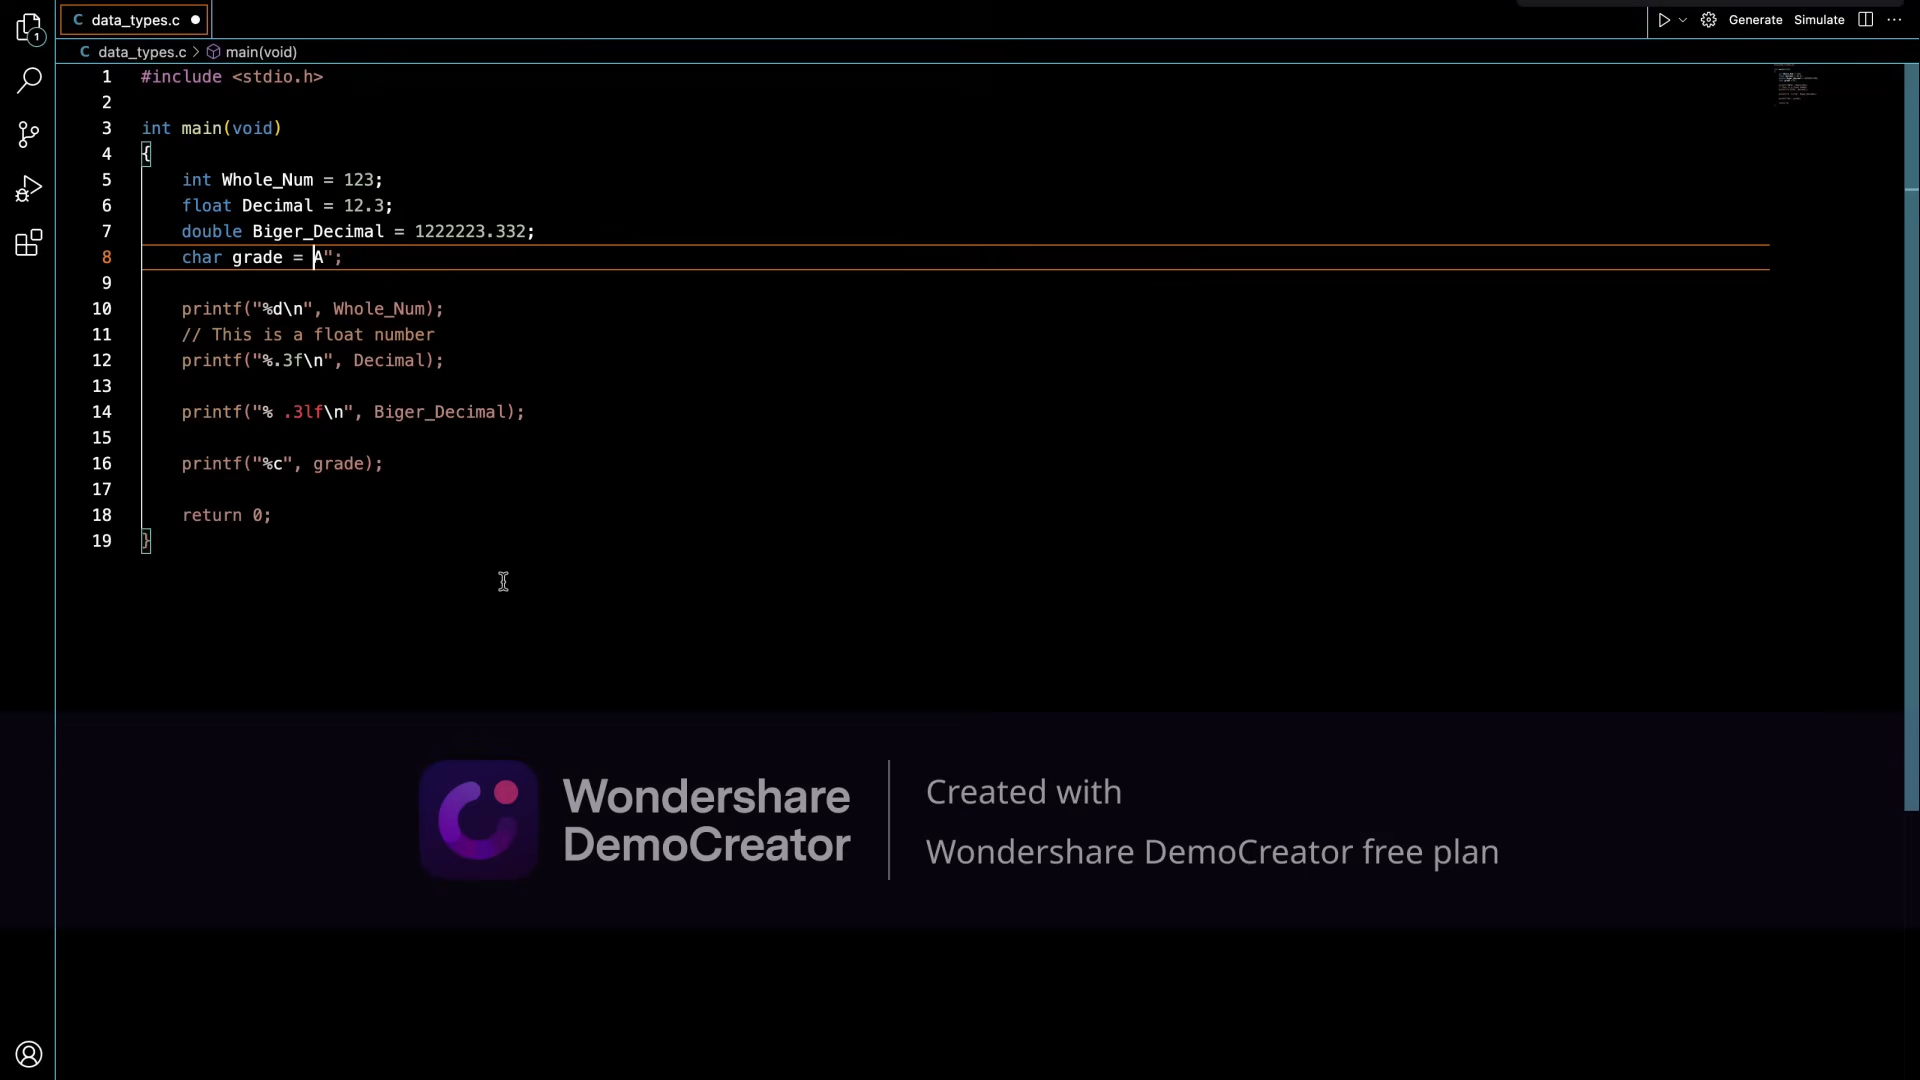 C data_types.c ●
Generate Simulate ...
1
C data_types.c > main(void)
1 #include <stdio.h>
2
3 int main(void)
4 {
5 int Whole_Num = 123;
6 float Decimal = 12.3;
7 double Biger_Decimal = 1222223.332;
8 char grade = A";
9
10 printf("%d\n", Whole_Num);
11 // This is a float number
12 printf("%.3f\n", Decimal);
13
14 printf("% .3lf\n", Biger_Decimal);
15
16 printf("%c", grade);
17
18 return 0;
19 }
Wondershare
DemoCreator
Created with
Wondershare DemoCreator free plan